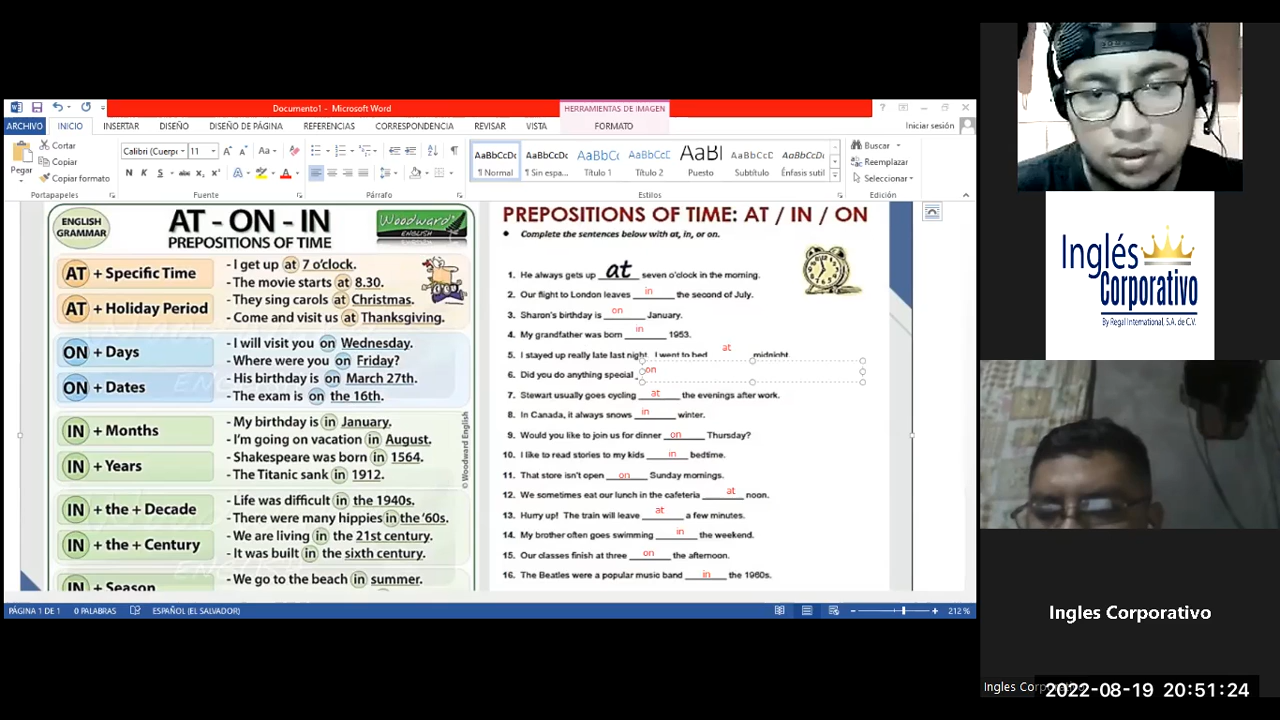 Documento1 - Microsoft Word
HERRAMIENTAS DE IMAGEN
ARCHIVO INICIO INSERTAR DISEÑO DISEÑO DE PÁGINA REFERENCIAS CORRESPONDENCIA REVISAR VISTA FORMATO Iniciar sesión
Pegar
Cortar
Copiar
Copiar formato
Portapapeles
Calibri (Cuerpo 11
N K S abc X₂ X²
Fuente
Párrafo
AaBbCcDc AaBbCcDc AaBbCc AaBbCcD AaBl AaBbCcD AaBbCcDc
¶ Normal ¶ Sin espa... Título 1 Título 2 Puesto Subtítulo Énfasis sutil
Estilos
Buscar
Reemplazar
Seleccionar
Edición
ENGLISH GRAMMAR
AT - ON - IN
PREPOSITIONS OF TIME
Woodward
ENGLISH
AT + Specific Time
- I get up at 7 o'clock.
- The movie starts at 8.30.
AT + Holiday Period
- They sing carols at Christmas.
- Come and visit us at Thanksgiving.
ON + Days
- I will visit you on Wednesday.
- Where were you on Friday?
ON + Dates
- His birthday is on March 27th.
- The exam is on the 16th.
IN + Months
- My birthday is in January.
- I'm going on vacation in August.
IN + Years
- Shakespeare was born in 1564.
- The Titanic sank in 1912.
IN + the + Decade
- Life was difficult in the 1940s.
- There were many hippies in the '60s.
IN + the + Century
- We are living in the 21st century.
- It was built in the sixth century.
IN + Season
- We go to the beach in summer.
© Woodward English
PREPOSITIONS OF TIME: AT / IN / ON
• Complete the sentences below with at, in, or on.
1. He always gets up at seven o'clock in the morning.
2. Our flight to London leaves in the second of July.
3. Sharon's birthday is on January.
4. My grandfather was born in 1953.
5. I stayed up really late last night. I went to bed at midnight.
6. Did you do anything special on
7. Stewart usually goes cycling at the evenings after work.
8. In Canada, it always snows in winter.
9. Would you like to join us for dinner on Thursday?
10. I like to read stories to my kids in bedtime.
11. That store isn't open on Sunday mornings.
12. We sometimes eat our lunch in the cafeteria at noon.
13. Hurry up! The train will leave at a few minutes.
14. My brother often goes swimming in the weekend.
15. Our classes finish at three on the afternoon.
16. The Beatles were a popular music band in the 1960s.
PÁGINA 1 DE 1 0 PALABRAS ESPAÑOL (EL SALVADOR) 212 %
Inglés
Corporativo
By Regal International, S.A. de C.V.
Ingles Corporativo
Ingles
2022-08-19 20:51:24